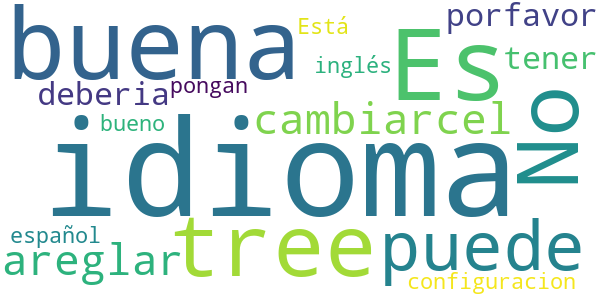 buena
Está
porfavor
Es
inglés
tener
deberia
pongan
bueno
cambiarcel
No
idioma
español
tree
puede
areglar
configuracion